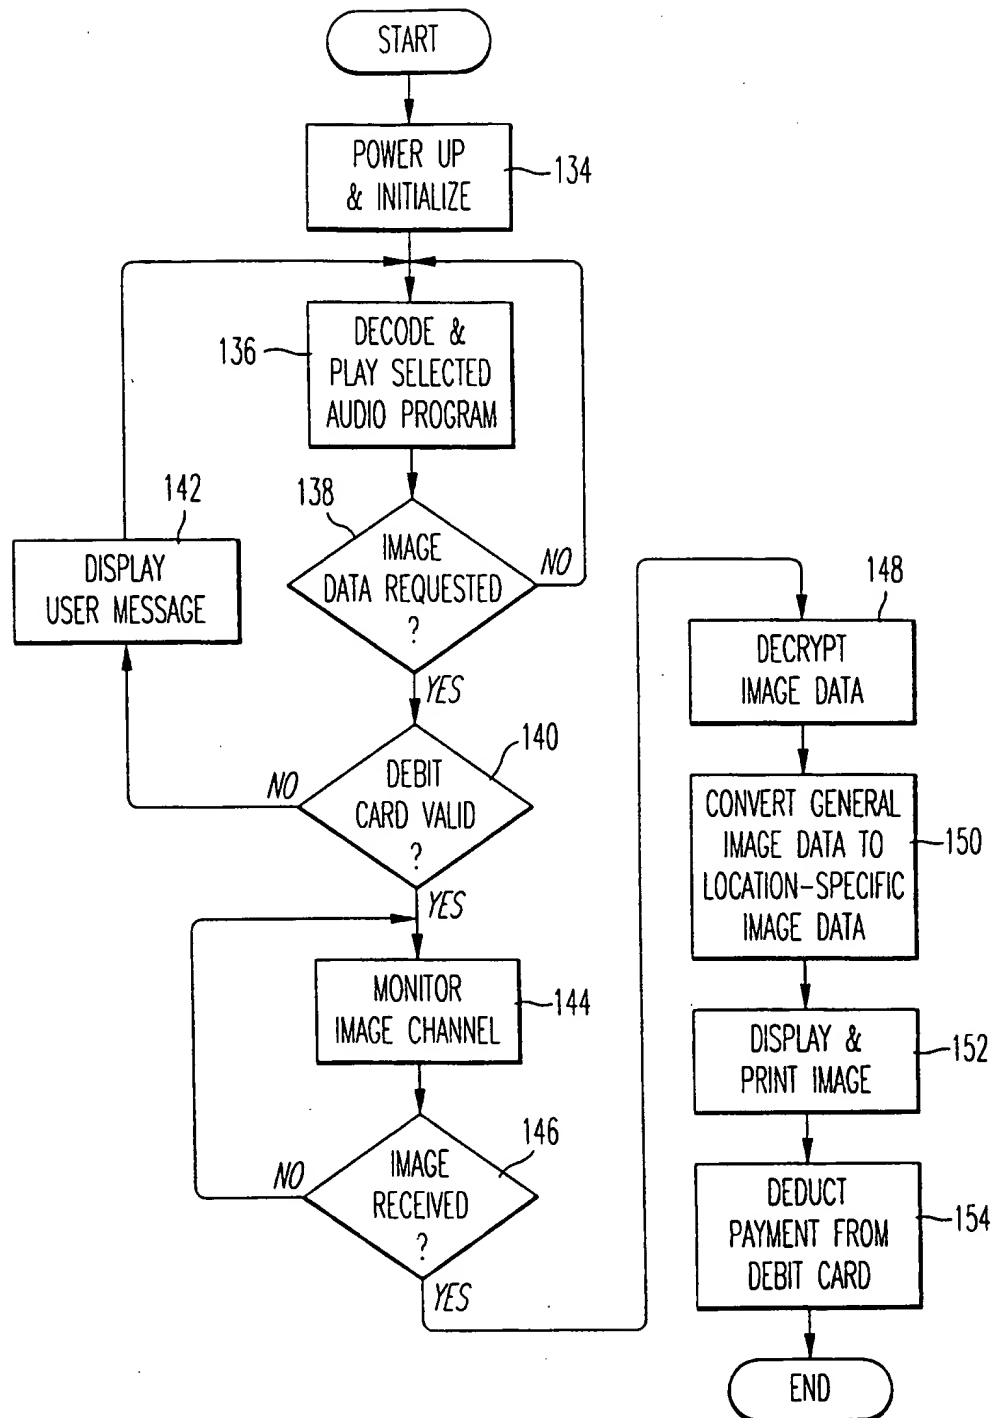 START
POWER UP
& INITIALIZE
134
DECODE &
PLAY SELECTED
AUDIO PROGRAM
136
138
IMAGE
DATA REQUESTED
?
NO
YES
142
DISPLAY
USER MESSAGE
140
DEBIT
CARD VALID
?
NO
YES
MONITOR
IMAGE CHANNEL
144
146
IMAGE
RECEIVED
?
NO
YES
148
DECRYPT
IMAGE DATA
CONVERT GENERAL
IMAGE DATA TO
LOCATION-SPECIFIC
IMAGE DATA
150
DISPLAY &
PRINT IMAGE
152
DEDUCT
PAYMENT FROM
DEBIT CARD
154
END